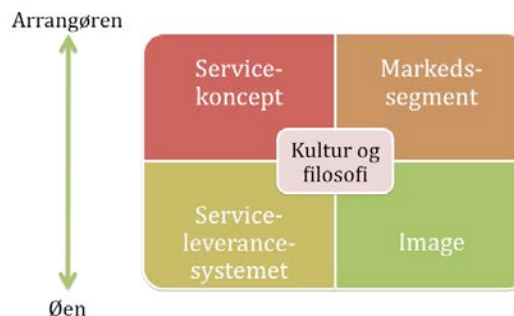 Arrangøren
Service-
koncept
Markeds-
segment
Kultur og
filosofi
Service-
leverance-
systemet
Image
Øen